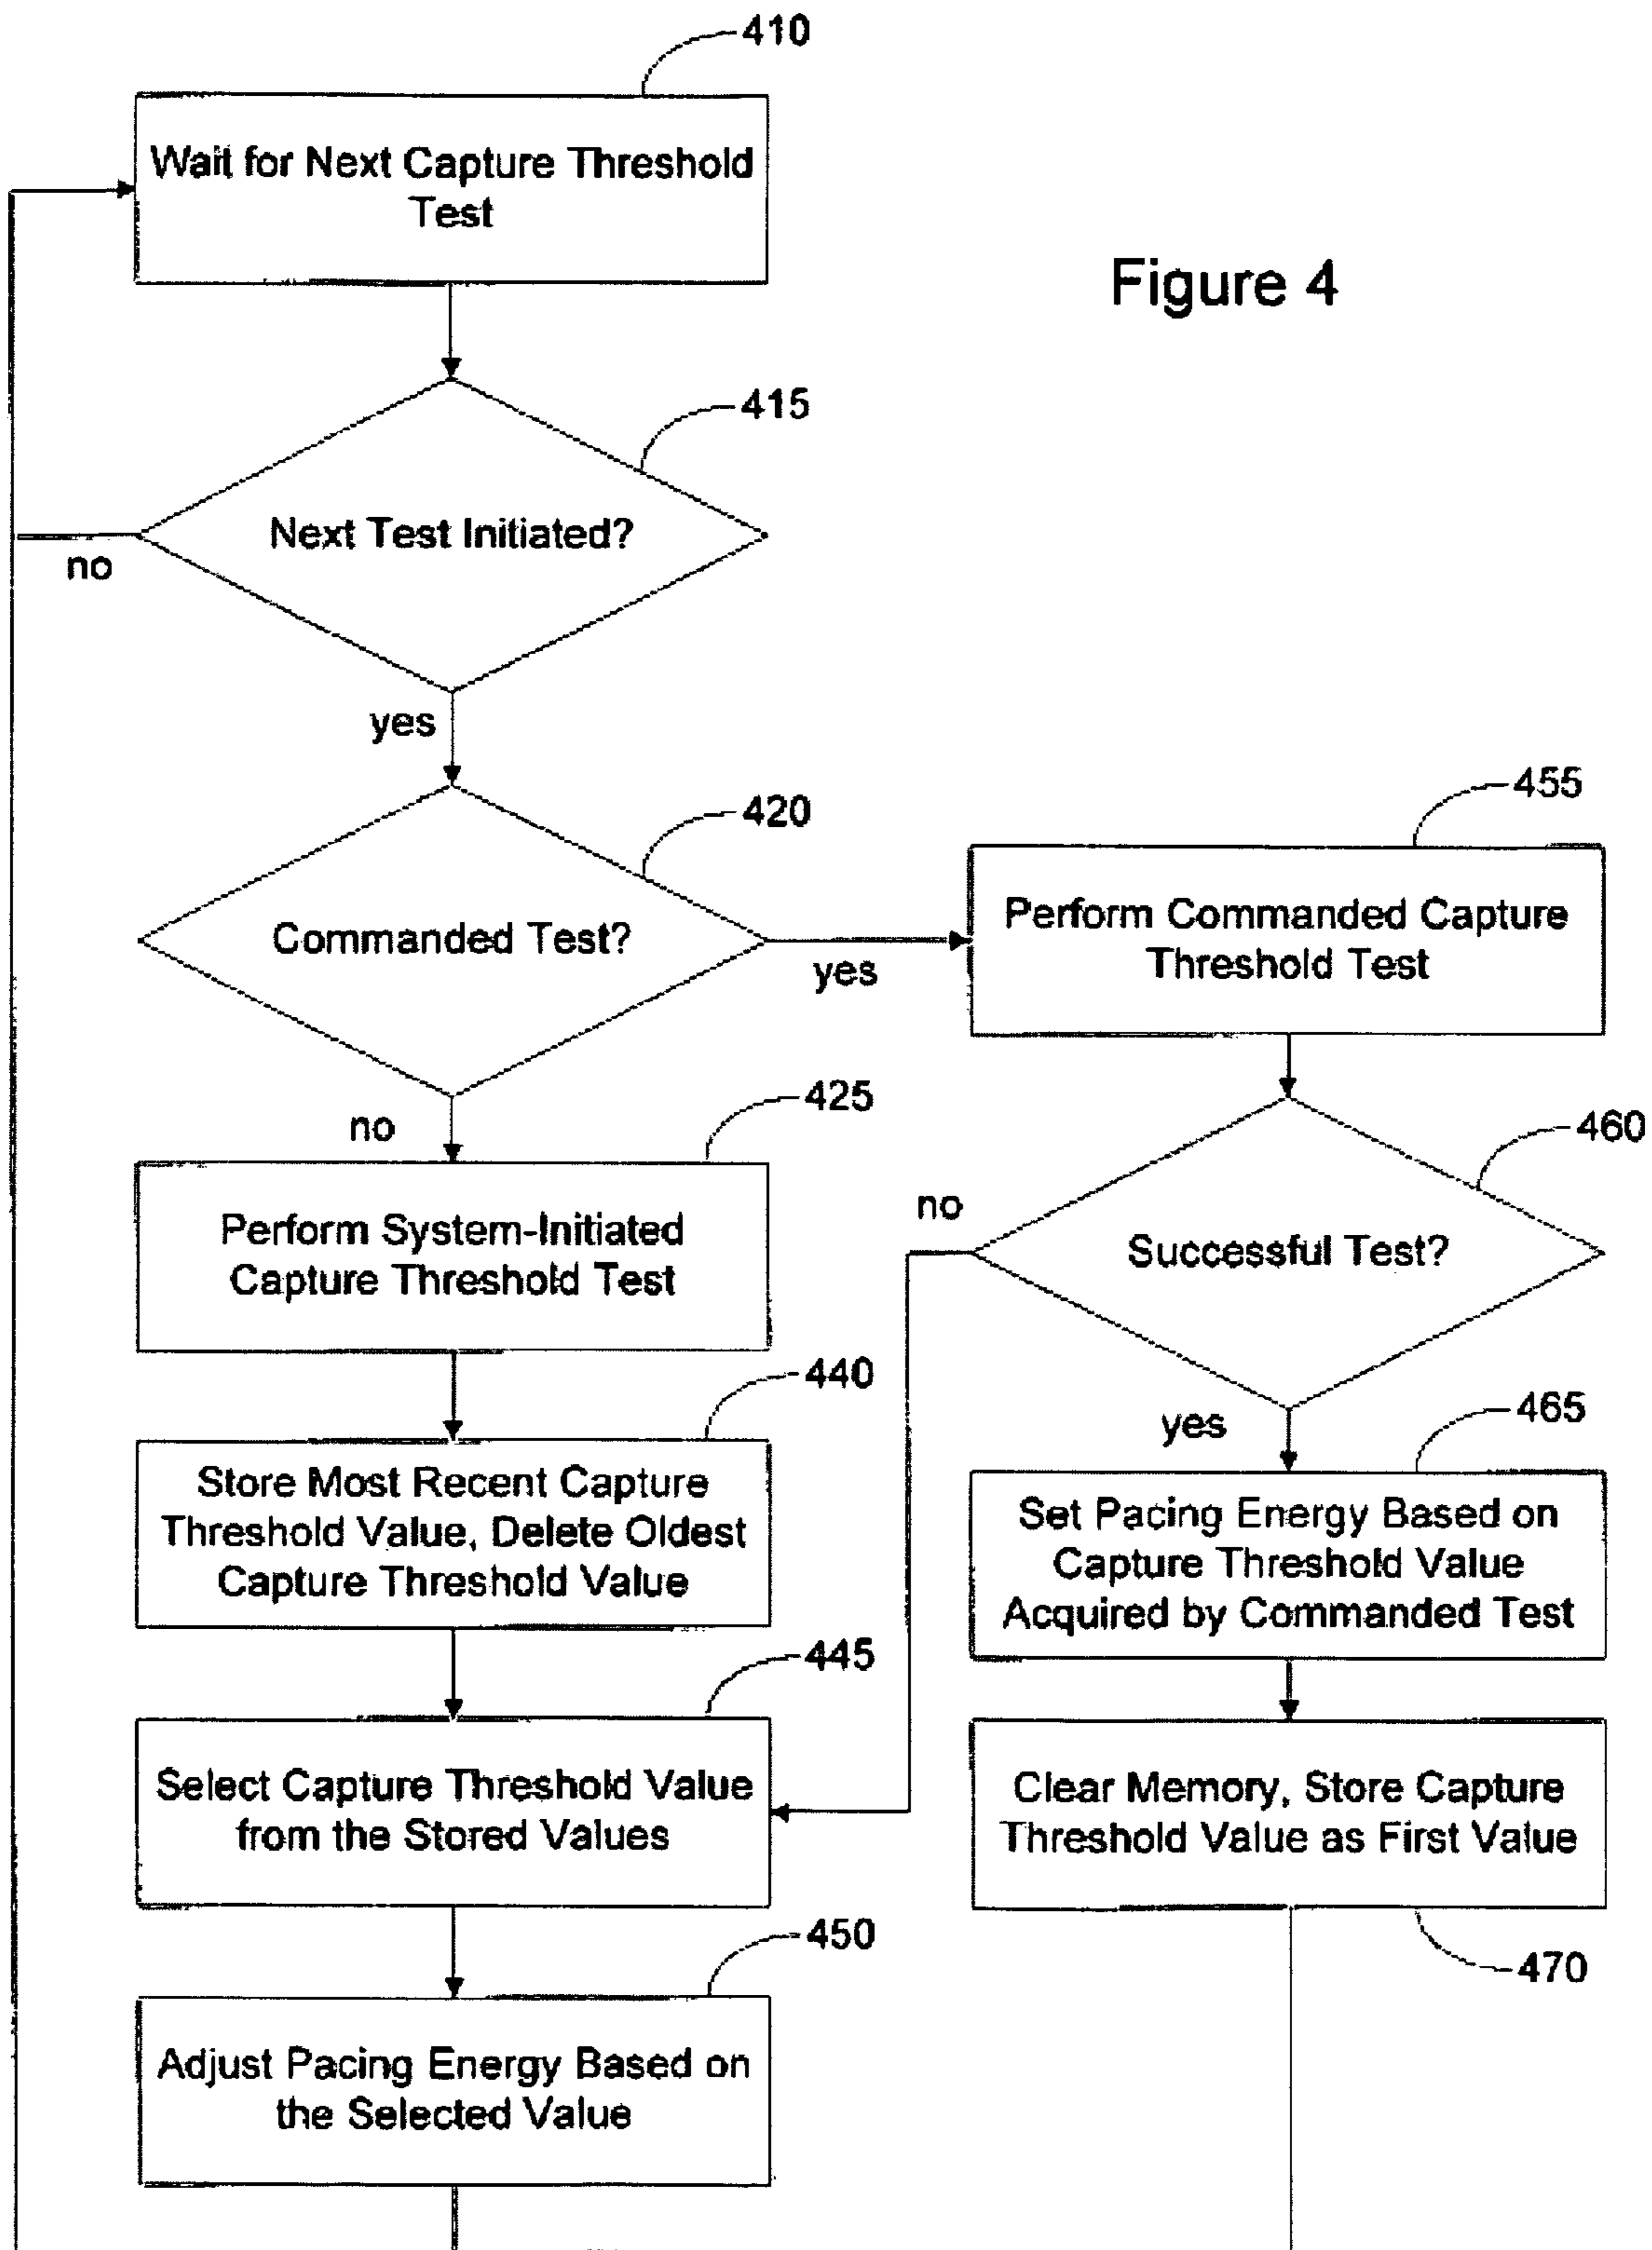 410
Wait for Next Capture Threshold
Test
Figure 4
415
Next Test Initiated?
no
yes
420
Commanded Test?
yes
455
Perform Commanded Capture
Threshold Test
no
425
Perform System-Initiated
Capture Threshold Test
460
no
Successful Test?
yes
440
Store Most Recent Capture
Threshold Value, Delete Oldest
Capture Threshold Value
465
Set Pacing Energy Based on
Capture Threshold Value
Acquired by Commanded Test
445
Select Capture Threshold Value
from the Stored Values
Clear Memory, Store Capture
Threshold Value as First Value
470
450
Adjust Pacing Energy Based on
the Selected Value